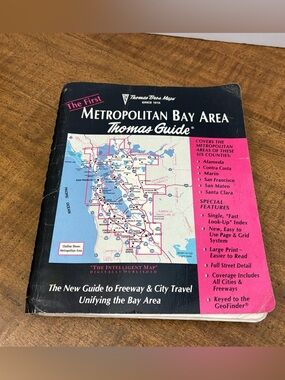 Thomas Bros. Maps
SINCE 1915
The First
METROPOLITAN BAY AREA
Thomas Guide
COVERS THE
METROPOLITAN
AREAS OF THESE
SIX COUNTIES:
Alameda
Contra Costa
Marin
San Francisco
San Mateo
Santa Clara
SPECIAL
FEATURES
Single, "Fast
Look-Up" Index
New, Easy to
Use Page & Grid
System
Large Print –
Easier to Read
Full Street Detail
Coverage Includes
All Cities &
Freeways
Keyed to the
GeoFinder®
"THE INTELLIGENT MAP"
DIGITALLY PUBLISHED
The New Guide to Freeway & City Travel
Unifying the Bay Area